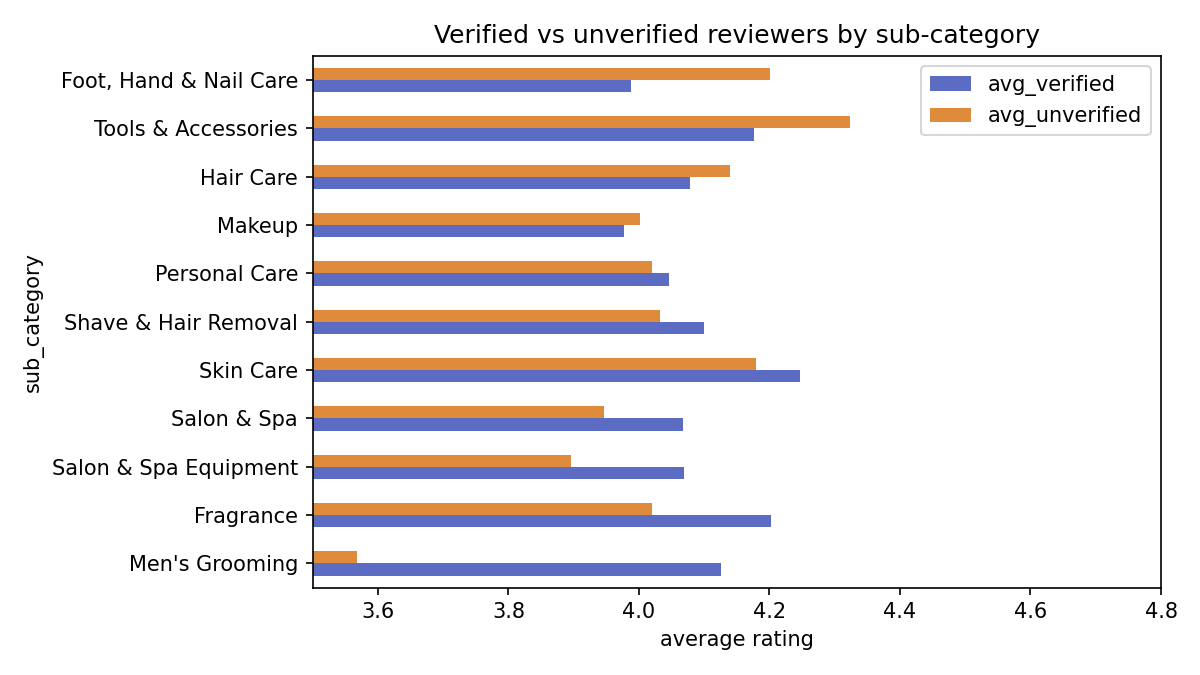 Verified vs unverified reviewers by sub-category
avg_verified
avg_unverified
sub_category
Foot, Hand & Nail Care
Tools & Accessories
Hair Care
Makeup
Personal Care
Shave & Hair Removal
Skin Care
Salon & Spa
Salon & Spa Equipment
Fragrance
Men's Grooming
3.6 3.8 4.0 4.2 4.4 4.6 4.8
average rating